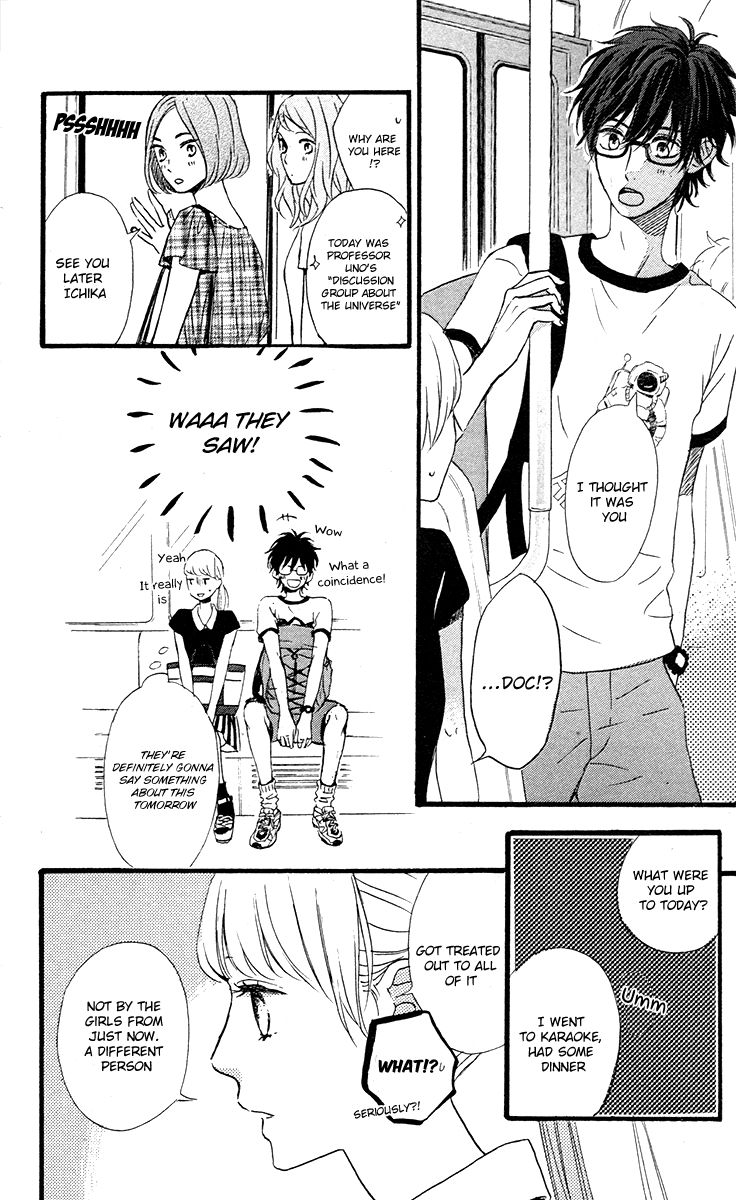 I THOUGHT
IT WAS
YOU
...DOC!?
WHY ARE
YOU HERE
!?
TODAY WAS
PROFESSOR
UNO'S
"DISCUSSION
GROUP ABOUT
THE UNIVERSE"
PSSSHHHH
SEE YOU
LATER
ICHIKA
WAAA THEY
SAW!
Wow
What a
coincidence!
Yeah
It really
is
THEY'RE
DEFINITELY GONNA
SAY SOMETHING
ABOUT THIS
TOMORROW
WHAT WERE
YOU UP
TO TODAY?
Umm
I WENT
TO KARAOKE,
HAD SOME
DINNER
GOT TREATED
OUT TO ALL
OF IT
WHAT!?
SERIOUSLY?!
NOT BY THE
GIRLS FROM
JUST NOW.
A DIFFERENT
PERSON